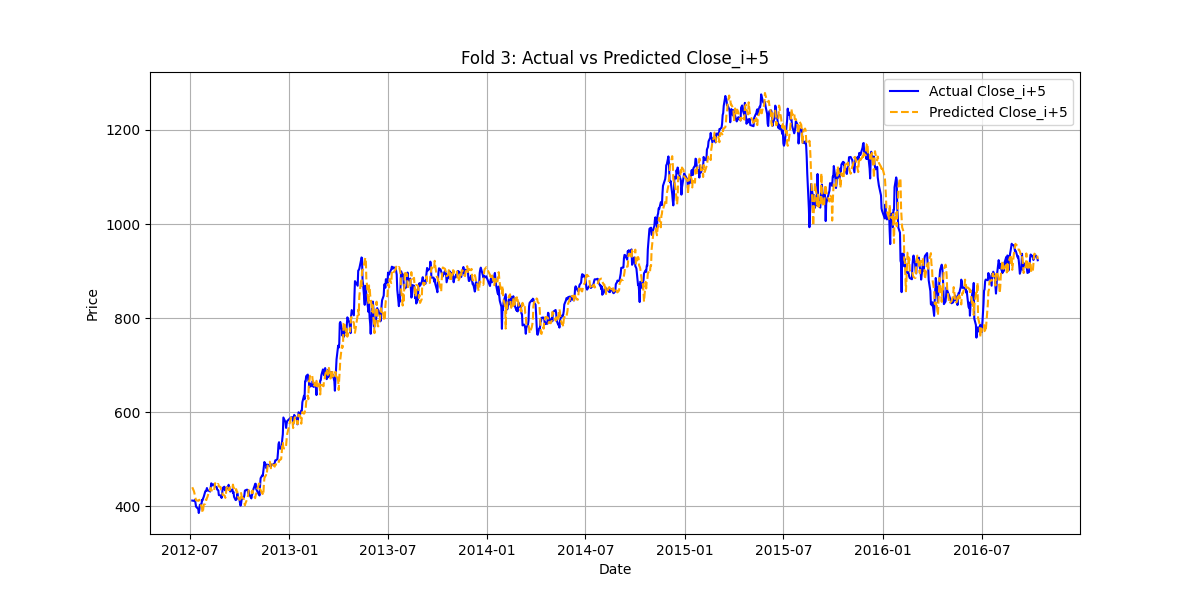 Fold 3: Actual vs Predicted Close_i+5
Actual Close_i+5
Predicted Close_i+5
Price
1200
1000
800
600
400
2012-07 2013-01 2013-07 2014-01 2014-07 2015-01 2015-07 2016-01 2016-07
Date